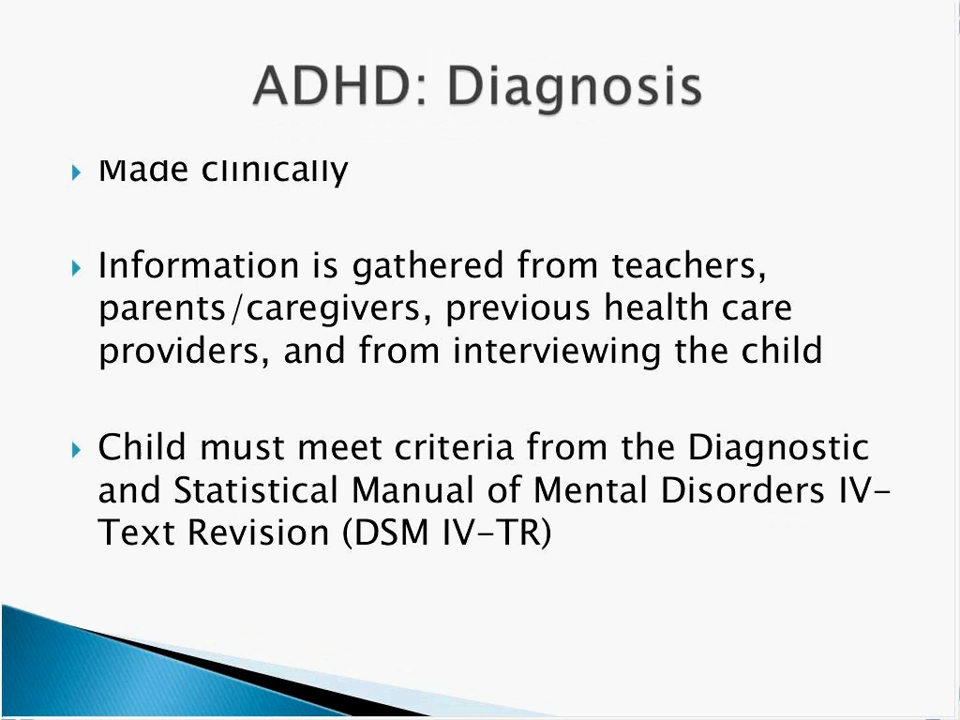 ADHD: Diagnosis
Made clinically
Information is gathered from teachers,
parents/caregivers, previous health care
providers, and from interviewing the child
Child must meet criteria from the Diagnostic
and Statistical Manual of Mental Disorders IV-
Text Revision (DSM IV-TR)